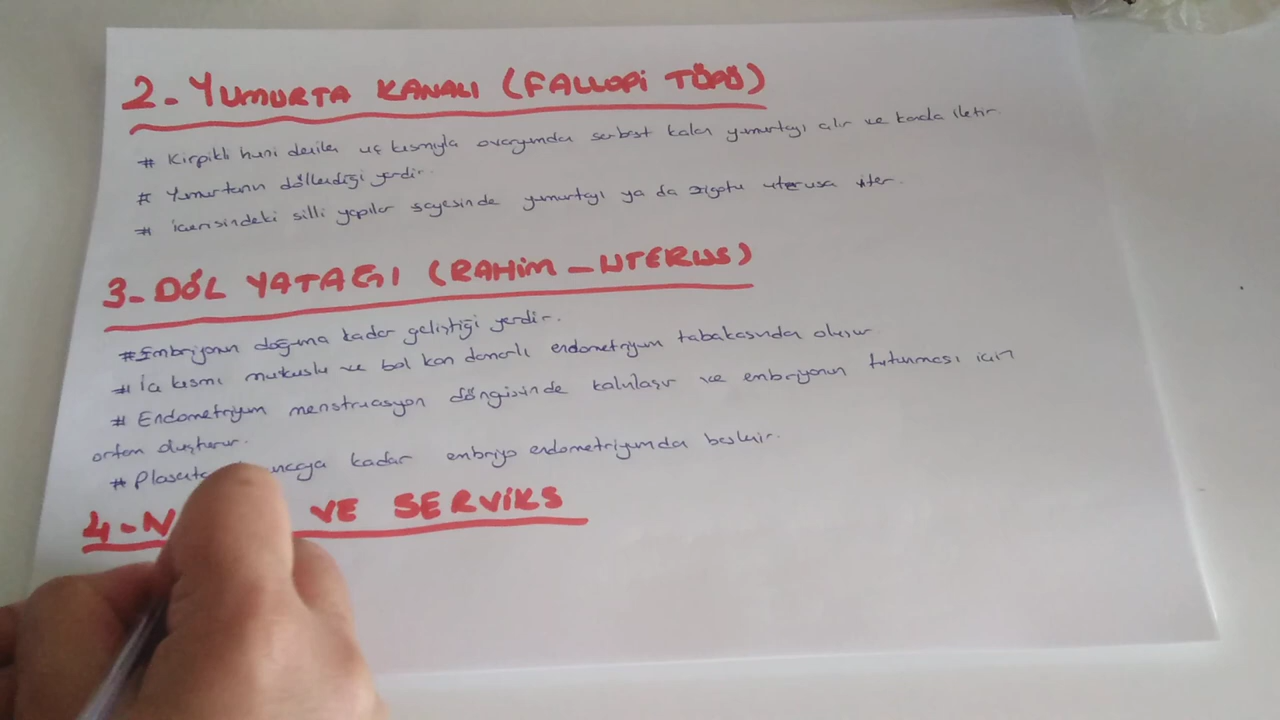 2- YUMURTA KANALI (FALLOPİ TÜPÜ)
# Kirpikli huni denilen uç kısmıyla ovaryumda serbest kalan yumurtayı alır ve kanala iletir.
# Yumurtanın döllendiği yerdir.
# İçerisindeki silli yapılar sayesinde yumurtayı ya da zigotu uterusa iter.
3- DÖL YATAĞI (RAHİM - UTERUS)
# Embriyonun doğuma kadar geliştiği yerdir.
# İç kısmı mukuslu ve bol kan damarlı endometriyum tabakasından oluşur.
# Endometriyum menstruasyon döngüsünde kalınlaşır ve embriyonun tutunması için
ortam oluşturur.
# kadar embriyo endometriyumda beslenir.
4- VE SERVİKS